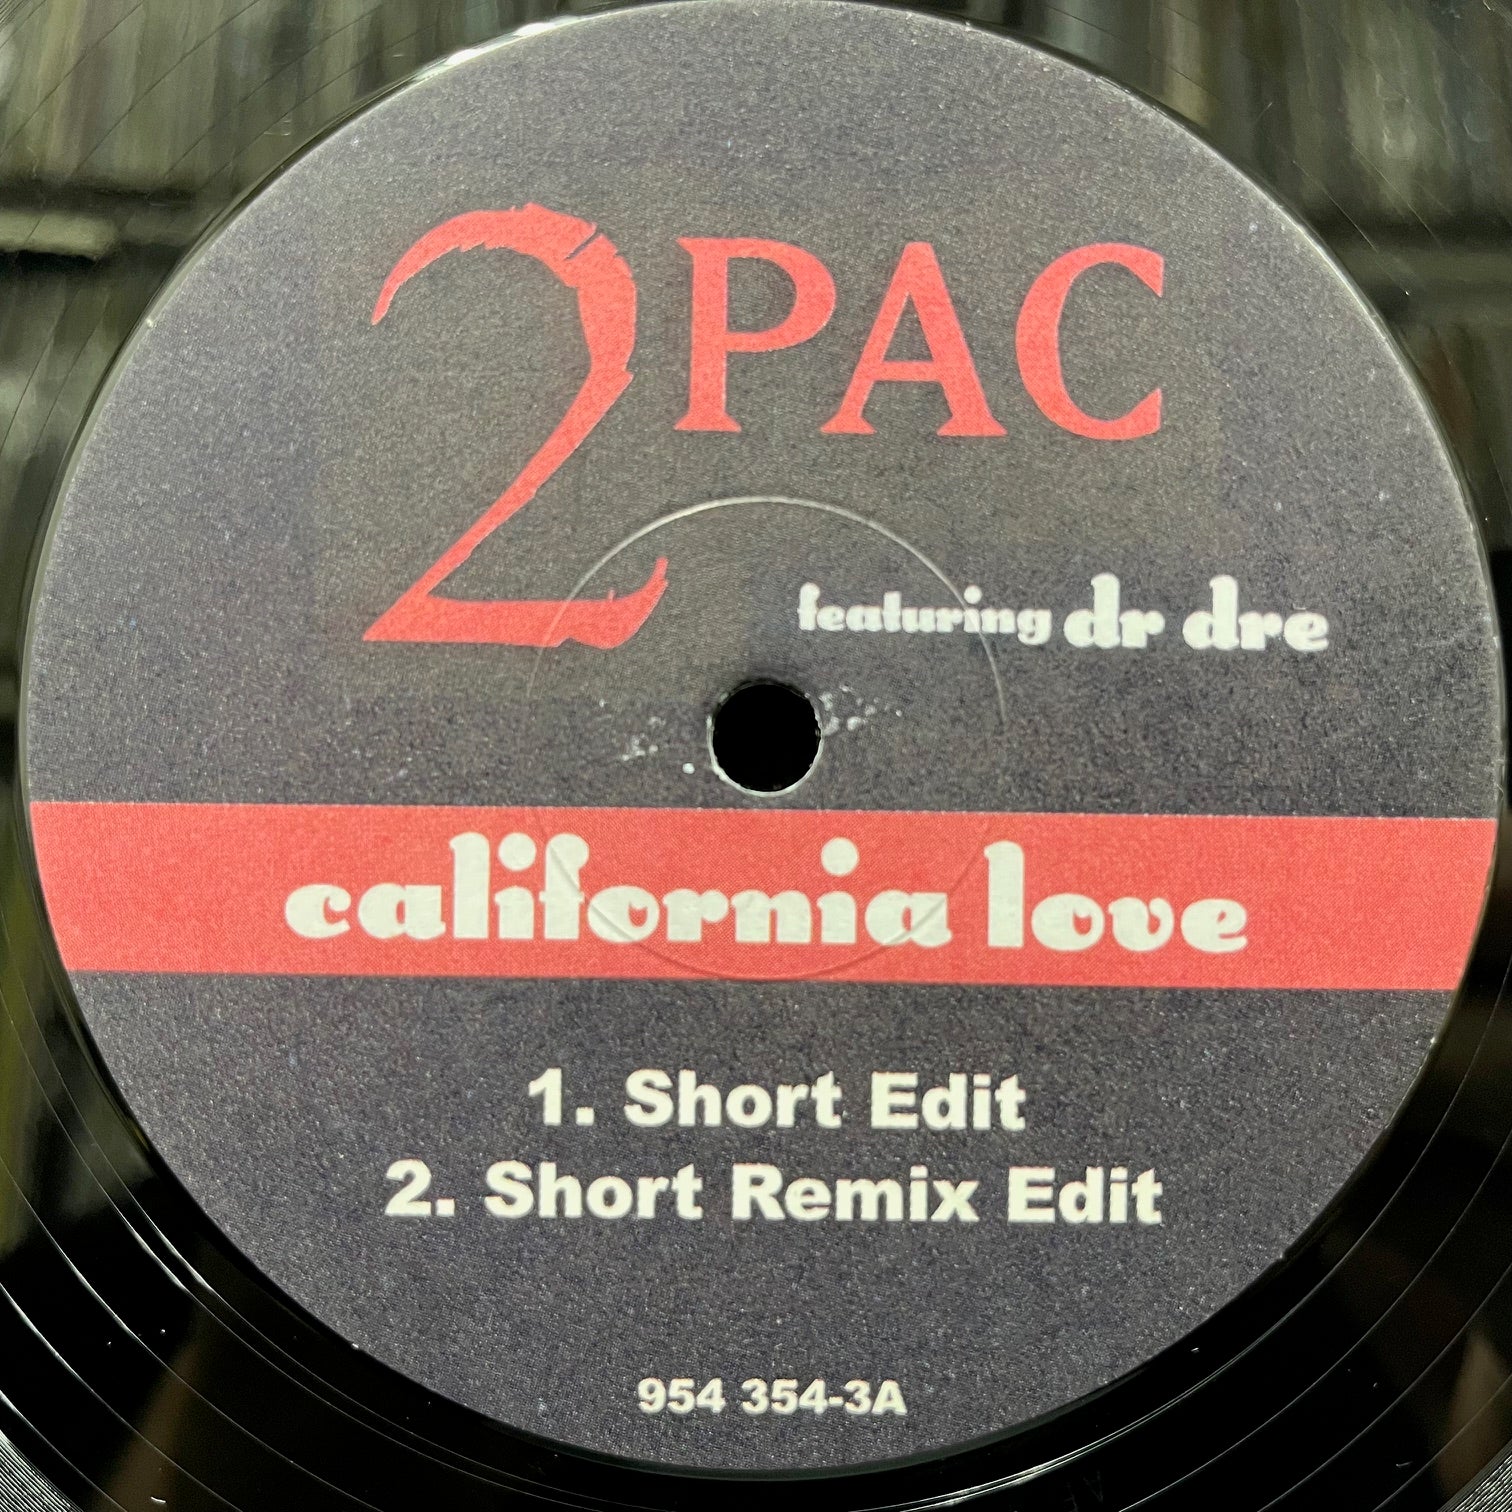 2PAC
featuring dr dre
california love
1. Short Edit
2. Short Remix Edit
954 354-3A